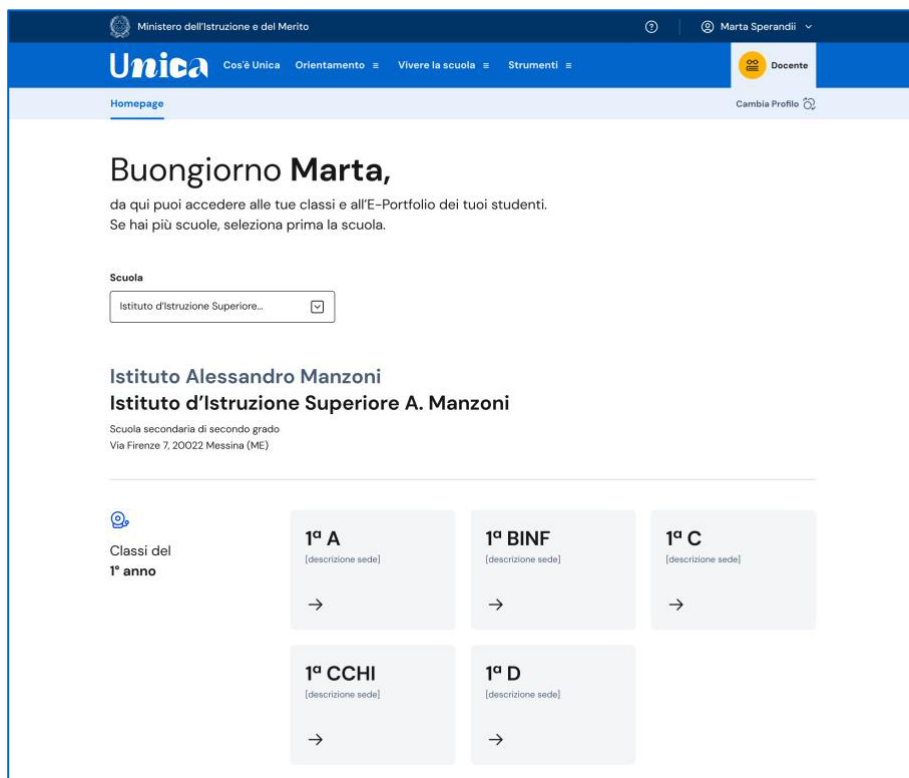 Ministero dell'Istruzione e del Merito
Marta Sperandii
Unica
Cos'è Unica Orientamento Vivere la scuola Strumenti
Docente
Homepage
Cambia Profilo
Buongiorno Marta,
da qui puoi accedere alle tue classi e all'E-Portfolio dei tuoi studenti.
Se hai più scuole, seleziona prima la scuola.
Scuola
Istituto d'Istruzione Superiore...
Istituto Alessandro Manzoni
Istituto d'Istruzione Superiore A. Manzoni
Scuola secondaria di secondo grado
Via Firenze 7, 20022 Messina (ME)
Classi del
1° anno
1ª A
[descrizione sede]
1ª BINF
[descrizione sede]
1ª C
[descrizione sede]
1ª CCHI
[descrizione sede]
1ª D
[descrizione sede]